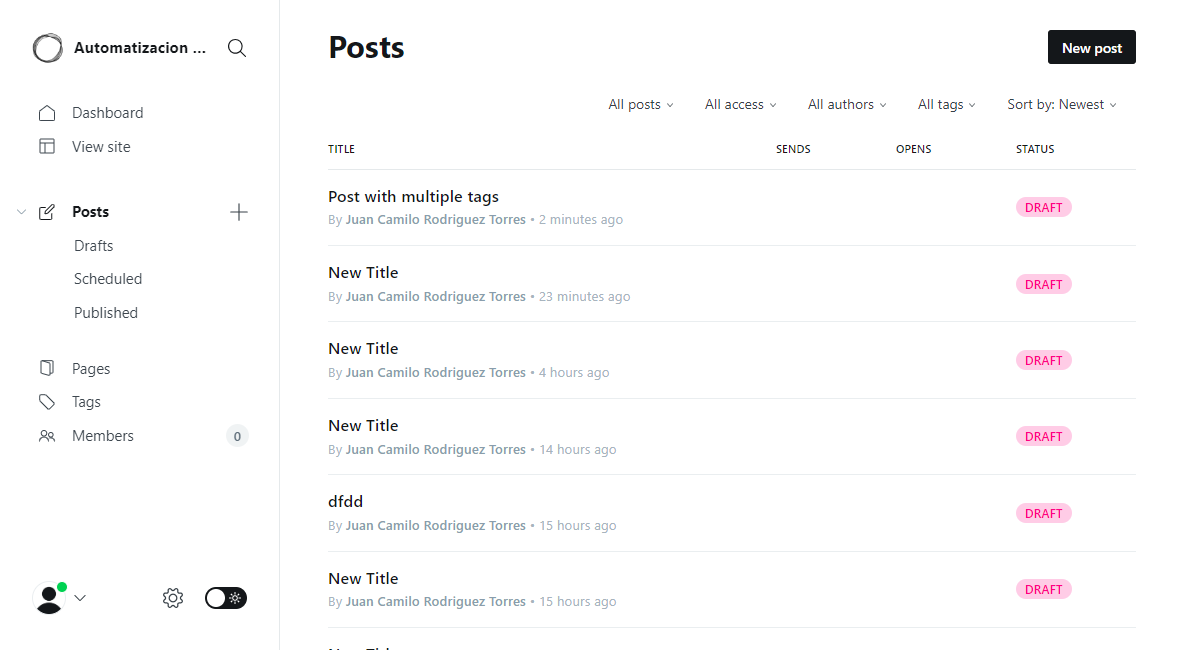 Automatizacion ...
Dashboard
View site
Posts
Drafts
Scheduled
Published
Pages
Tags
Members 0
Posts
New post
All posts All access All authors All tags Sort by: Newest
TITLE SENDS OPENS STATUS
Post with multiple tags
By Juan Camilo Rodriguez Torres • 2 minutes ago
DRAFT
New Title
By Juan Camilo Rodriguez Torres • 23 minutes ago
DRAFT
New Title
By Juan Camilo Rodriguez Torres • 4 hours ago
DRAFT
New Title
By Juan Camilo Rodriguez Torres • 14 hours ago
DRAFT
dfdd
By Juan Camilo Rodriguez Torres • 15 hours ago
DRAFT
New Title
By Juan Camilo Rodriguez Torres • 15 hours ago
DRAFT